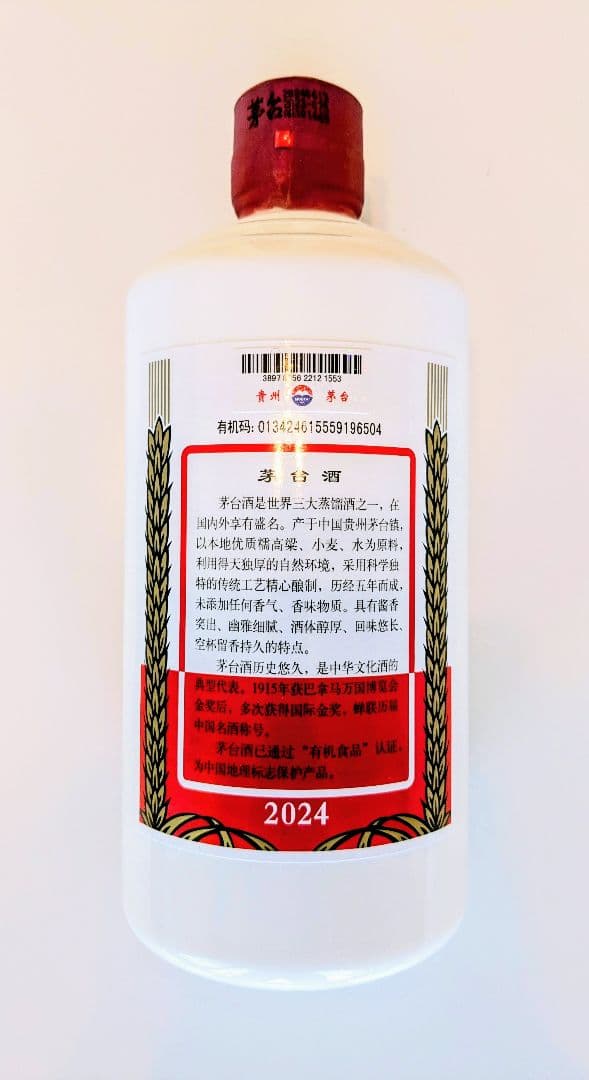 茅台
3897
56 2212 1553
贵州
茅台
有机码: 013424615559196504
茅台酒
茅台酒是世界三大蒸馏酒之一，在
国内外享有盛名。产于中国贵州茅台镇，
以本地优质糯高粱、小麦、水为原料，
利用得天独厚的自然环境，采用科学独
特的传统工艺精心酿制，历经五年而成，
未添加任何香气、香味物质。具有酱香
突出、幽雅细腻、酒体醇厚、回味悠长、
空杯留香持久的特点。
茅台酒历史悠久，是中华文化酒的
典型代表。1915年获巴拿马万国博览会
金奖后，多次获得国际金奖，蝉联历届
中国名酒称号。
茅台酒已通过“有机食品”认证，
为中国地理标志保护产品。
2024